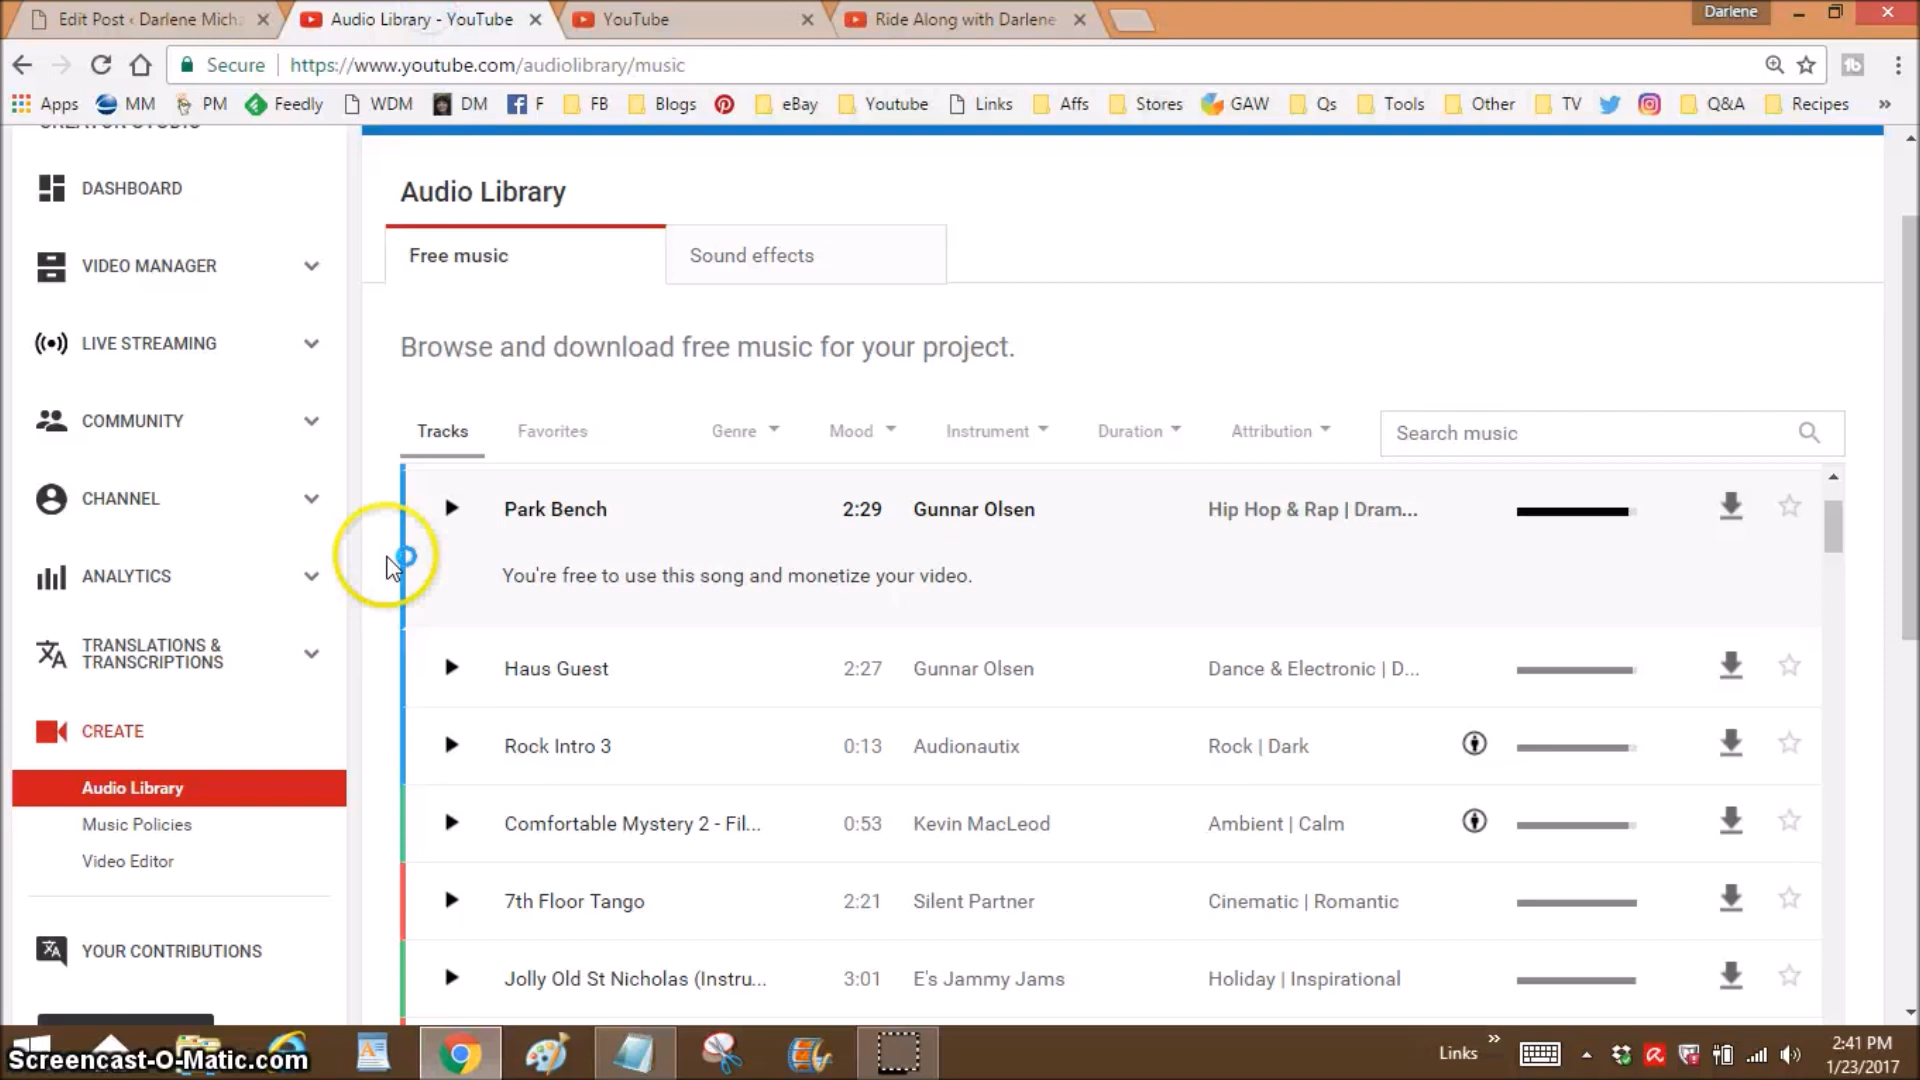 Edit Post ‹ Darlene Mich
Audio Library - YouTube
YouTube
Ride Along with Darlene
Darlene
Secure
https://www.youtube.com/audiolibrary/music
Apps
MM
PM
Feedly
WDM
DM
F
FB
Blogs
eBay
Youtube
Links
Affs
Stores
GAW
Qs
Tools
Other
TV
Q&A
Recipes
»
CREATOR STUDIO
DASHBOARD
VIDEO MANAGER
LIVE STREAMING
COMMUNITY
CHANNEL
ANALYTICS
TRANSLATIONS &
TRANSCRIPTIONS
CREATE
Audio Library
Music Policies
Video Editor
YOUR CONTRIBUTIONS
Audio Library
Free music
Sound effects
Browse and download free music for your project.
Tracks
Favorites
Genre
Mood
Instrument
Duration
Attribution
Search music
Park Bench 2:29 Gunnar Olsen Hip Hop & Rap | Dram...
You're free to use this song and monetize your video.
Haus Guest 2:27 Gunnar Olsen Dance & Electronic | D...
Rock Intro 3 0:13 Audionautix Rock | Dark
Comfortable Mystery 2 - Fil... 0:53 Kevin MacLeod Ambient | Calm
7th Floor Tango 2:21 Silent Partner Cinematic | Romantic
Jolly Old St Nicholas (Instru... 3:01 E's Jammy Jams Holiday | Inspirational
Screencast-O-Matic.com
Links
»
2:41 PM
1/23/2017